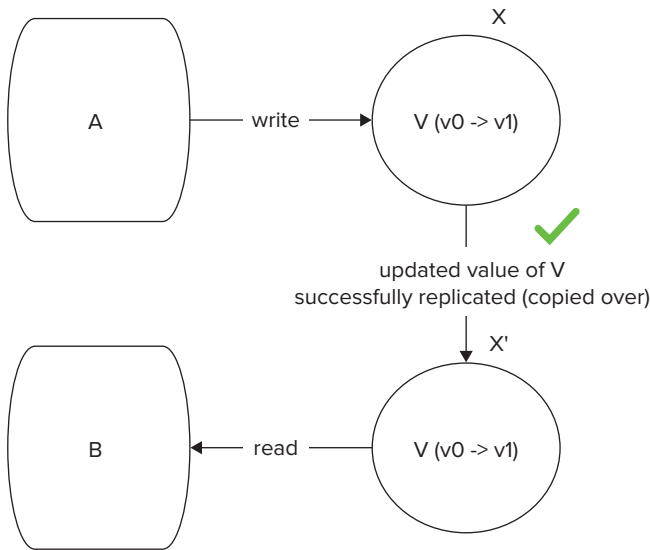 X
A
write
V (v0 -> v1)
updated value of V
successfully replicated (copied over)
X'
B
read
V (v0 -> v1)